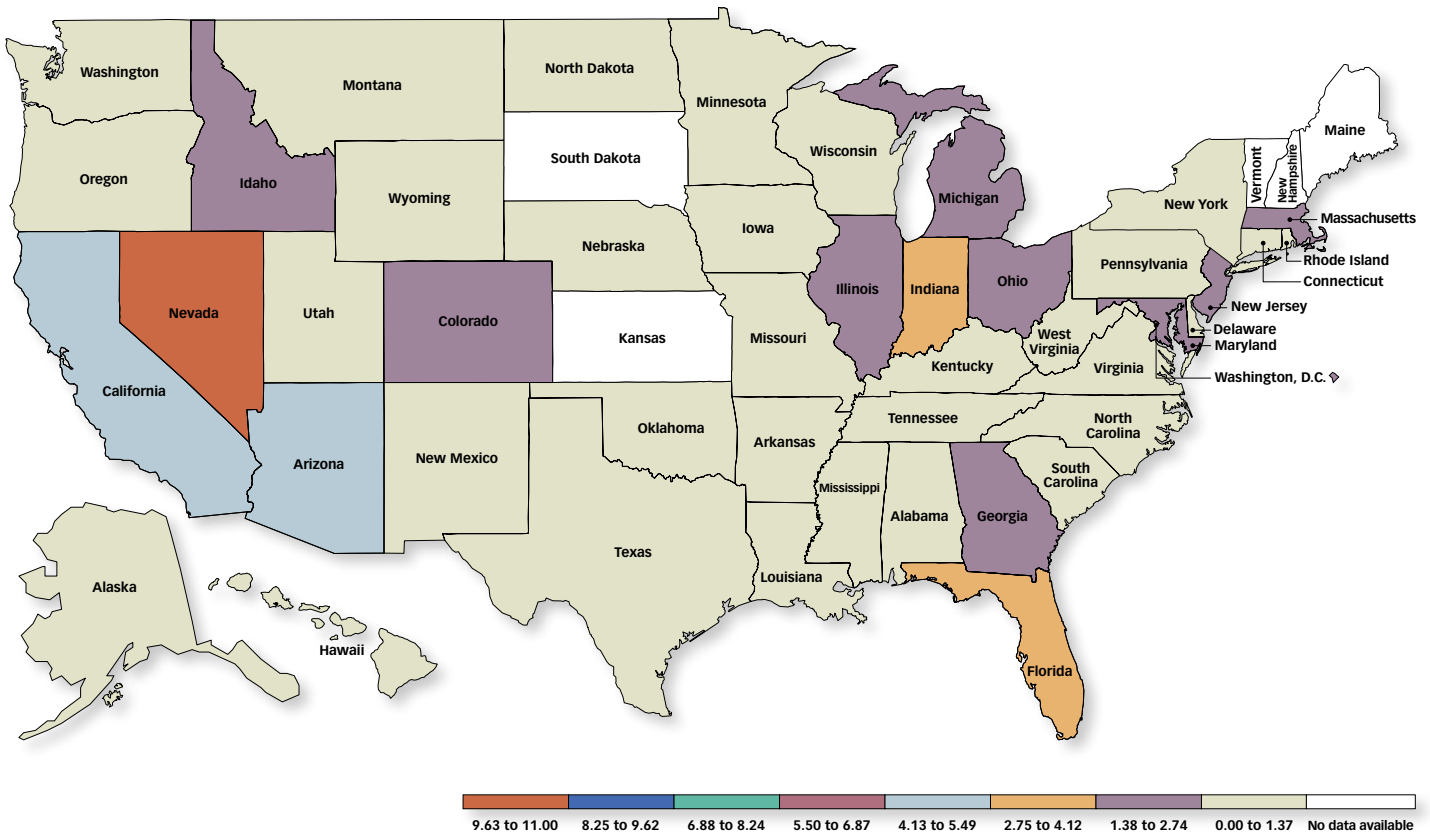 Washington
Montana
North Dakota
Minnesota
Maine
Vermont
New
Hampshire
Wisconsin
South Dakota
Oregon
Idaho
Wyoming
Michigan
New York
Massachusetts
Iowa
Nebraska
Pennsylvania
Rhode Island
Connecticut
Illinois
Indiana
Ohio
New Jersey
Nevada
Utah
Colorado
Kansas
Missouri
West
Virginia
Delaware
Maryland
Kentucky
Virginia
Washington, D.C.
California
Tennessee
North
Carolina
Oklahoma
Arkansas
Arizona
New Mexico
South
Carolina
Mississippi
Alabama
Georgia
Texas
Louisiana
Alaska
Hawaii
Florida
9.63 to 11.00
8.25 to 9.62
6.88 to 8.24
5.50 to 6.87
4.13 to 5.49
2.75 to 4.12
1.38 to 2.74
0.00 to 1.37
No data available